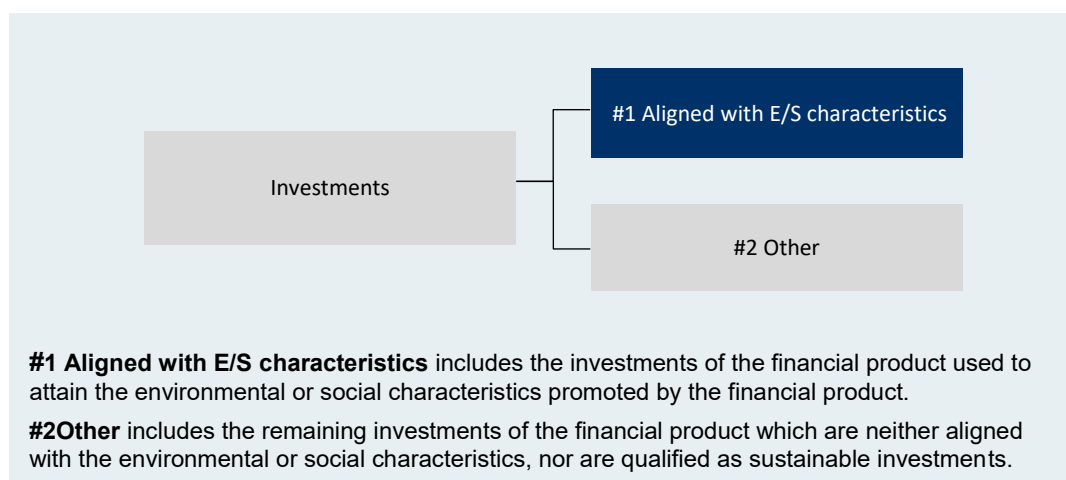 #1 Aligned with E/S characteristics
Investments
#2 Other
#1 Aligned with E/S characteristics includes the investments of the financial product used to
attain the environmental or social characteristics promoted by the financial product.
#2Other includes the remaining investments of the financial product which are neither aligned
with the environmental or social characteristics, nor are qualified as sustainable investments.